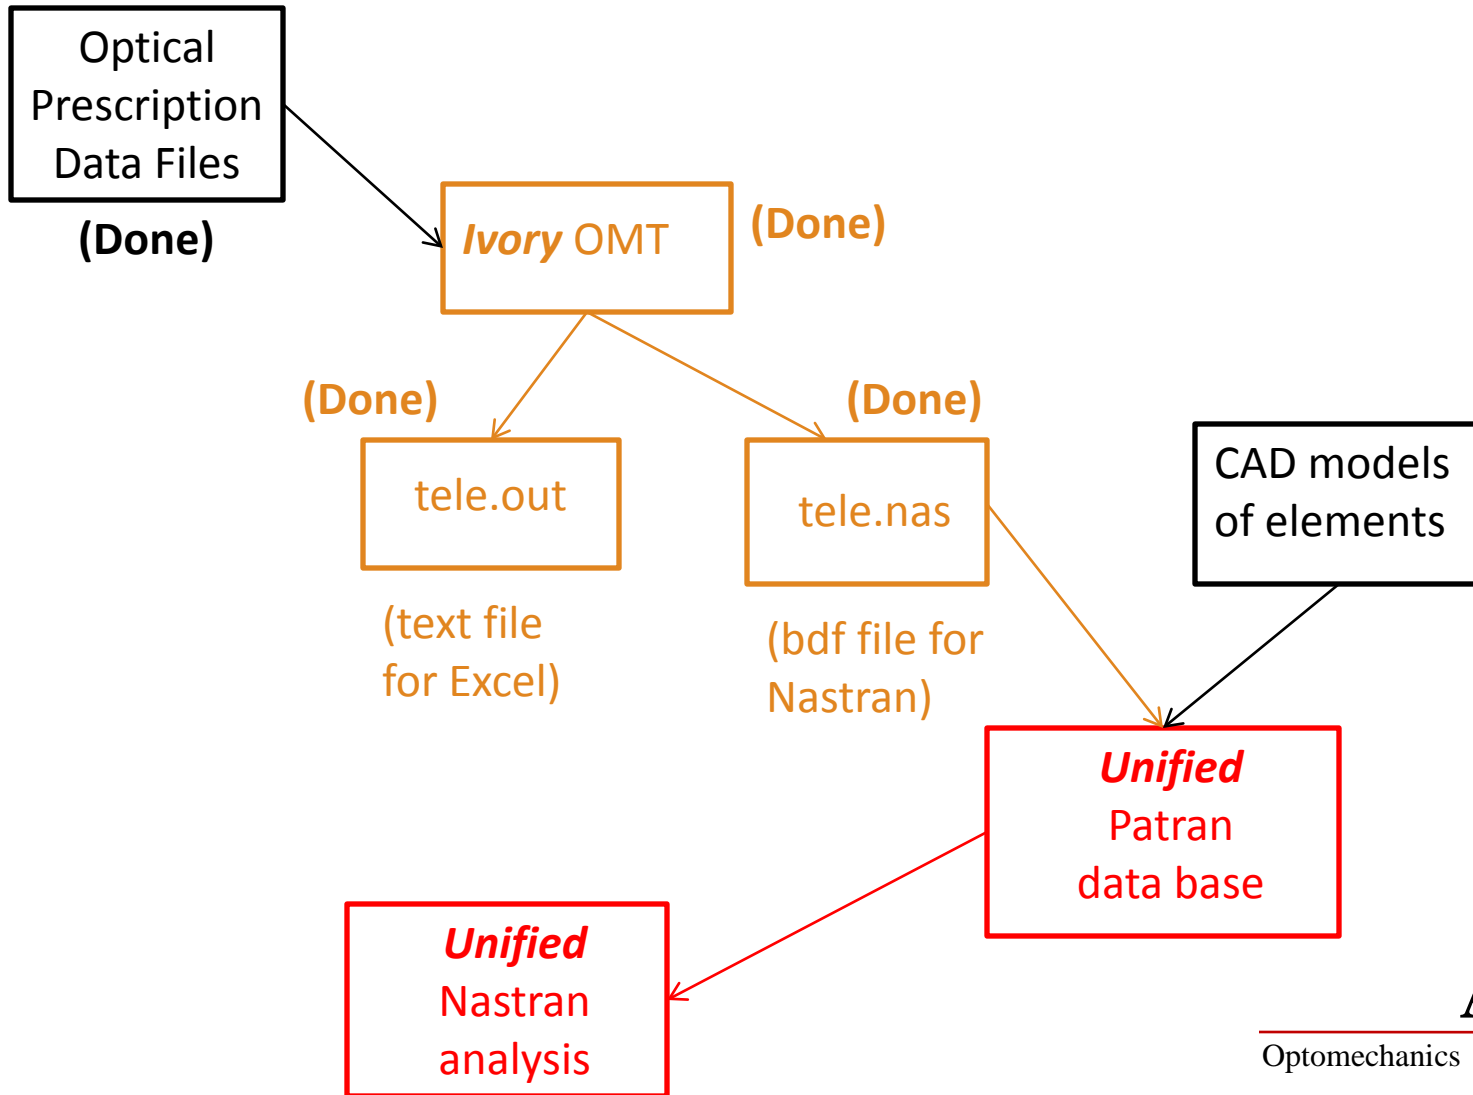 Optical
Prescription
Data Files
(Done)
Ivory OMT
(Done)
(Done)
(Done)
tele.out
tele.nas
CAD models
of elements
(text file
for Excel)
(bdf file for
Nastran)
Unified
Patran
data base
Unified
Nastran
analysis
Optomechanics